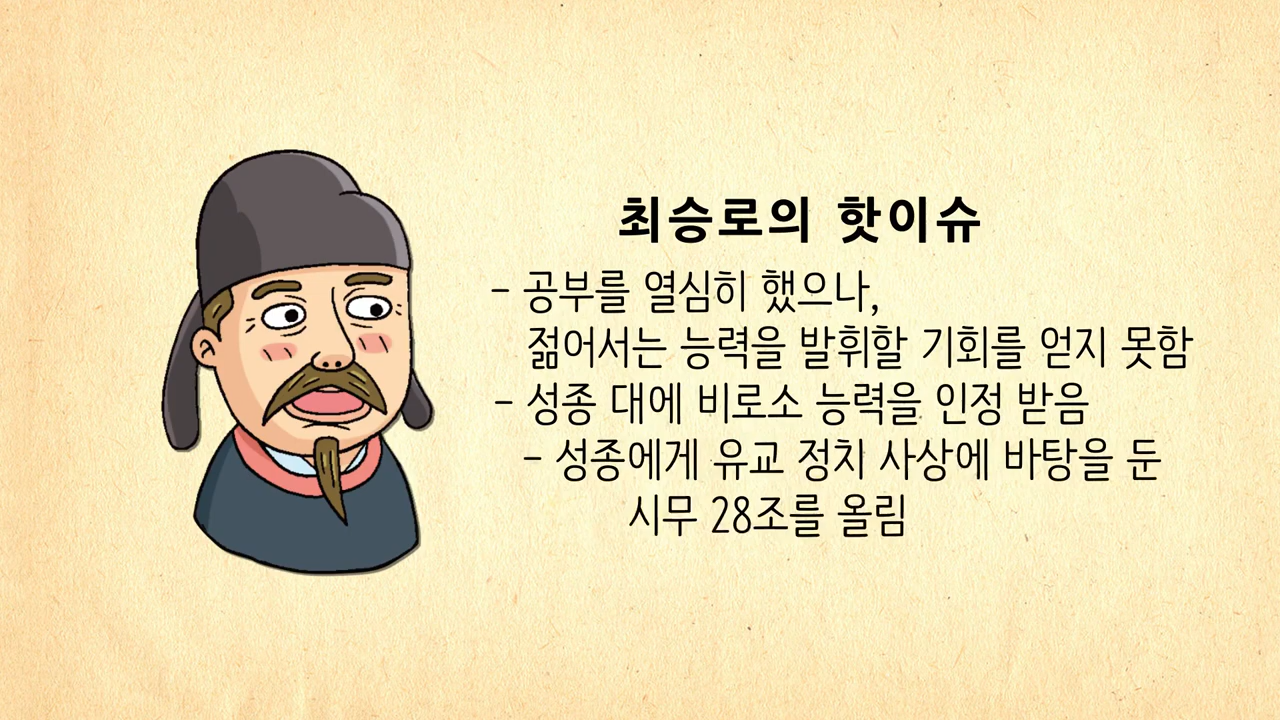 최승로의 핫이슈
- 공부를 열심히 했으나,
젊어서는 능력을 발휘할 기회를 얻지 못함
- 성종 대에 비로소 능력을 인정 받음
- 성종에게 유교 정치 사상에 바탕을 둔
시무 28조를 올림